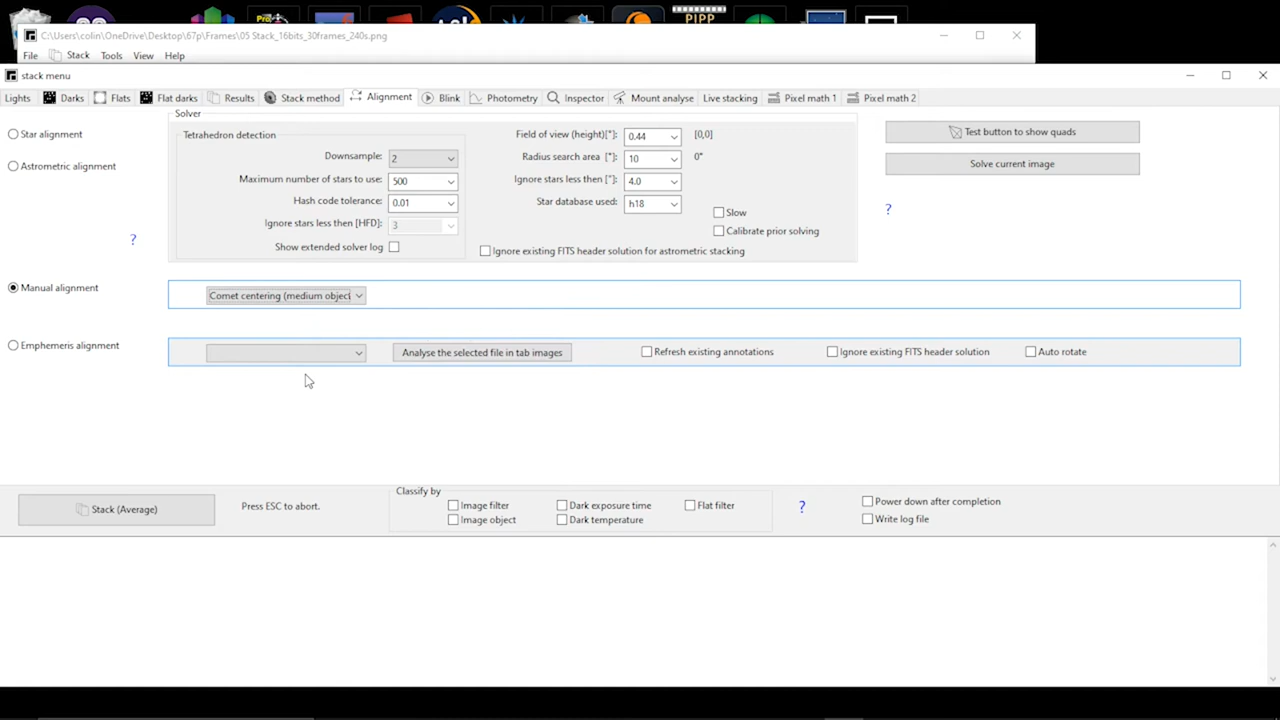 PIPP
C:\Users\colin\OneDrive\Desktop\67p\Frames\05 Stack_16bits_30frames_240s.png
File Stack Tools View Help
stack menu
Lights Darks Flats Flat darks Results Stack method Alignment Blink Photometry Inspector Mount analyse Live stacking Pixel math 1 Pixel math 2
Solver
Star alignment
Astrometric alignment
Tetrahedron detection
Downsample: 2
Maximum number of stars to use: 500
Hash code tolerance: 0.01
Ignore stars less then [HFD]: 3
Show extended solver log
Field of view (height)[°]: 0.44 [0,0]
Radius search area [°]: 10 0°
Ignore stars less then ["]: 4.0
Star database used: h18
Slow
Calibrate prior solving
Ignore existing FITS header solution for astrometric stacking
Test button to show quads
Solve current image
?
?
Manual alignment Comet centering (medium object
Emphemeris alignment Analyse the selected file in tab images Refresh existing annotations Ignore existing FITS header solution Auto rotate
Stack (Average) Press ESC to abort.
Classify by
Image filter Dark exposure time Flat filter
Image object Dark temperature
?
Power down after completion
Write log file